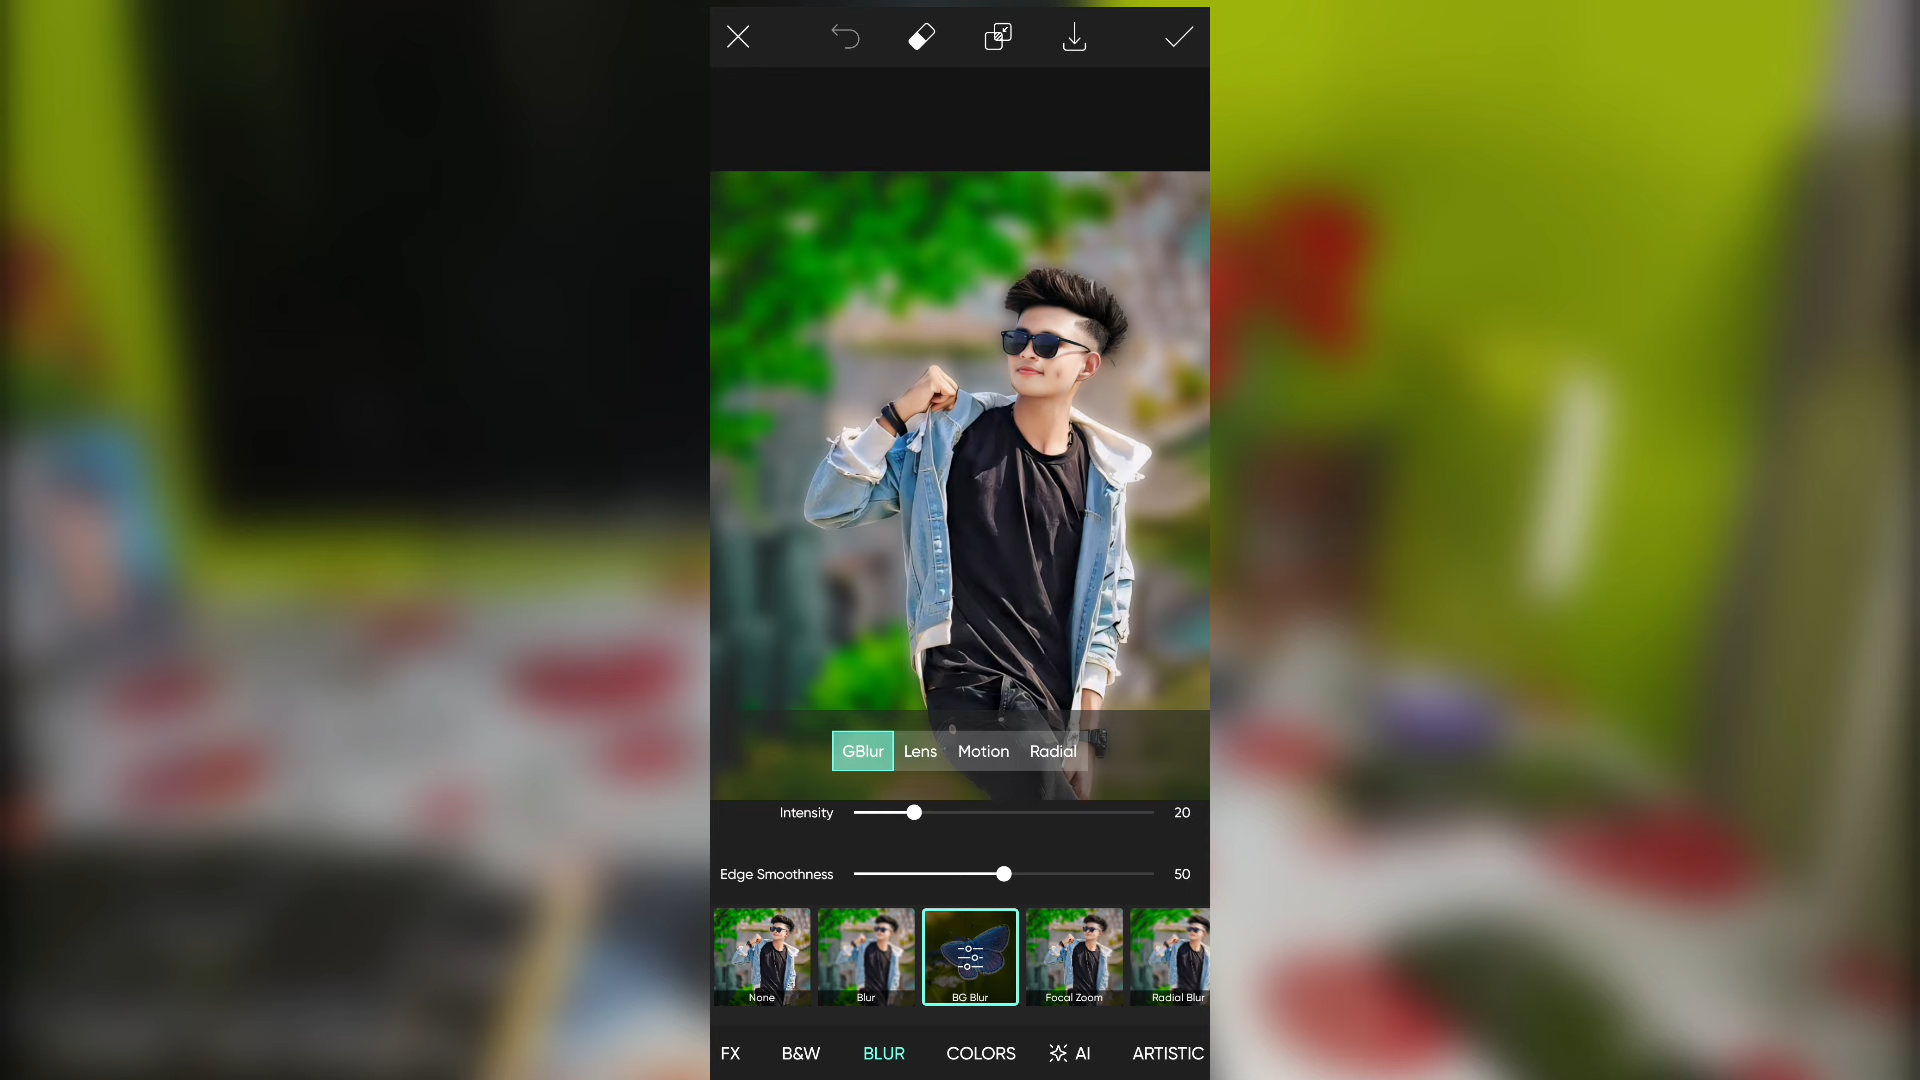 GBlur Lens Motion Radial
Intensity 20
Edge Smoothness 50
None Blur BG Blur Focal Zoom Radial Blur
FX B&W BLUR COLORS AI ARTISTIC